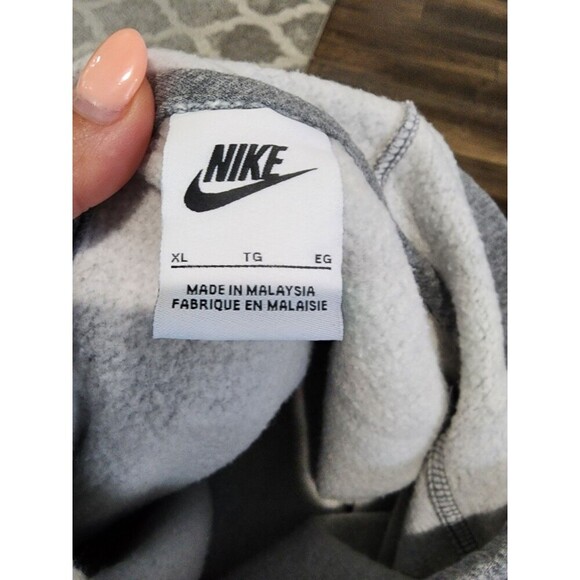 NIKE
XL TG EG
MADE IN MALAYSIA
FABRIQUE EN MALAISIE